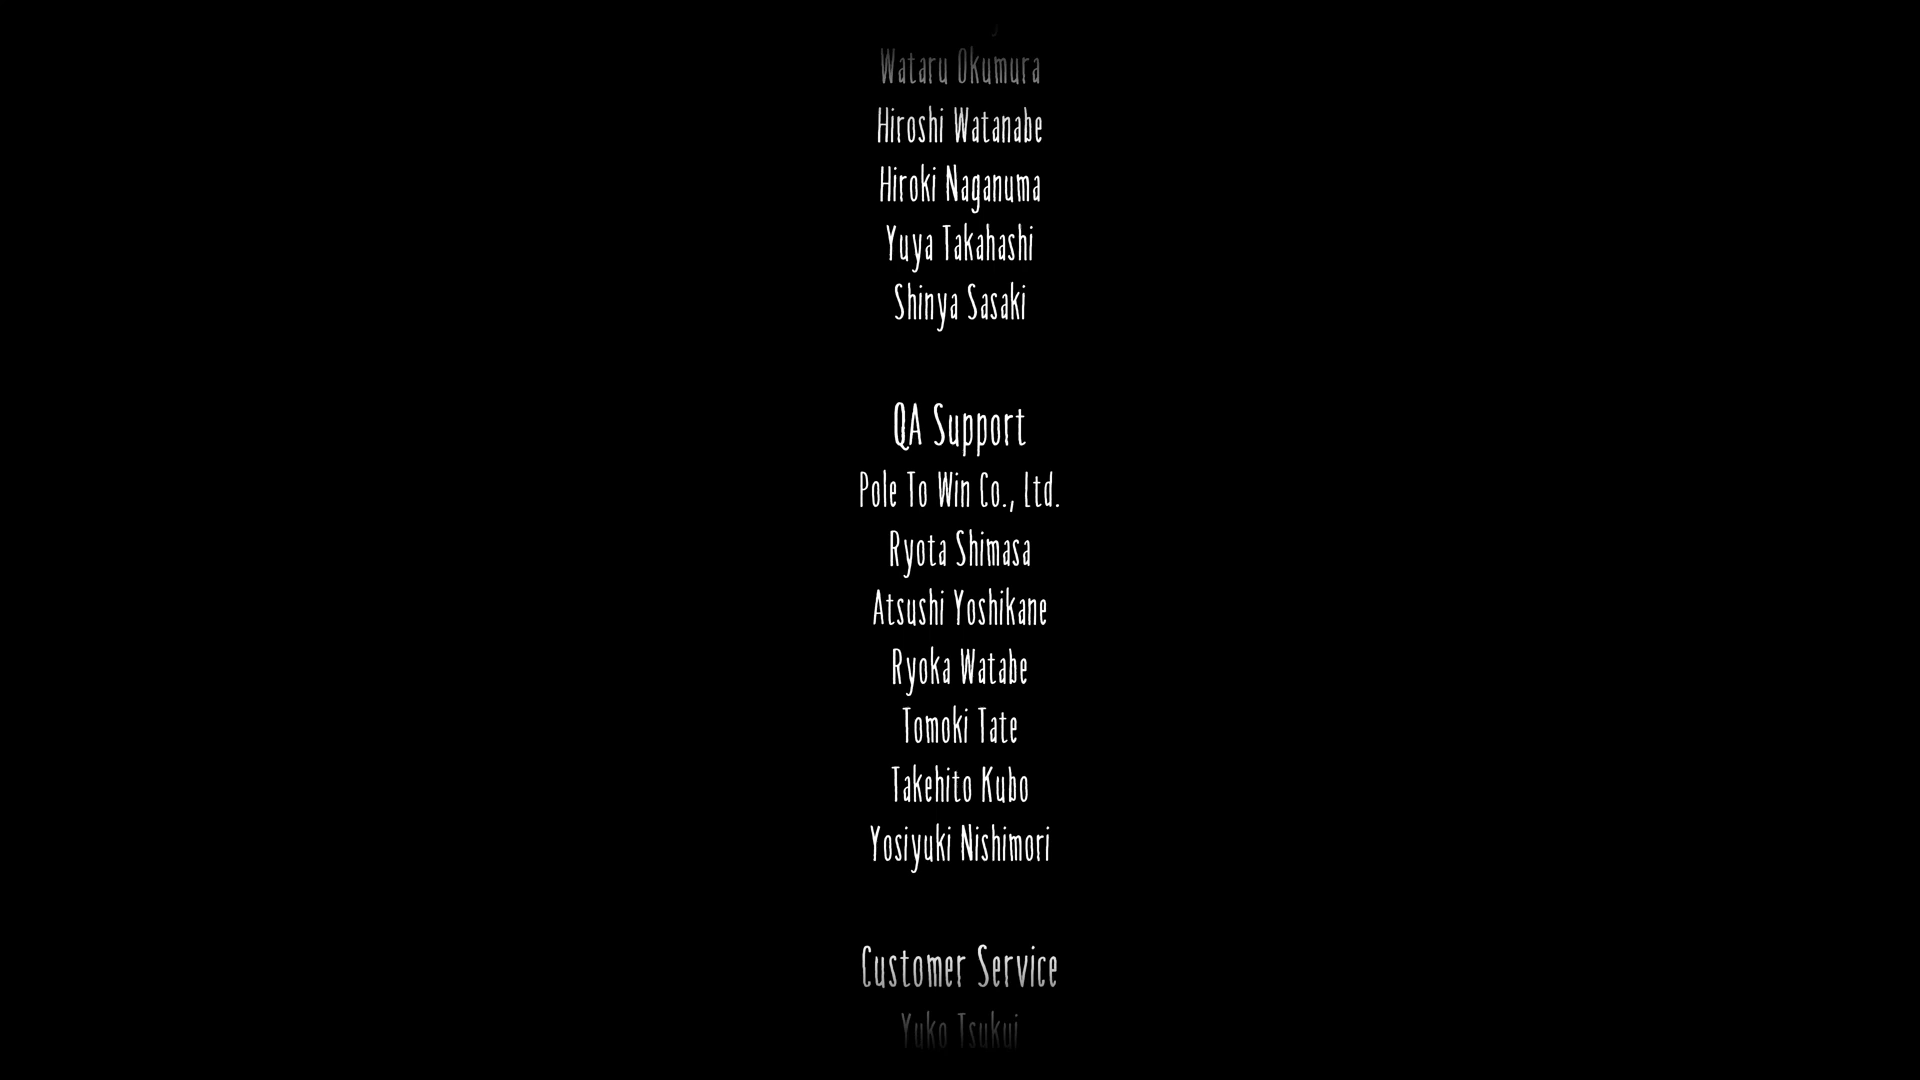 Wataru Okumura
Hiroshi Watanabe
Hiroki Naganuma
Yuya Takahashi
Shinya Sasaki
QA Support
Pole To Win Co., Ltd.
Ryota Shimasa
Atsushi Yoshikane
Ryoka Watabe
Tomoki Tate
Takehito Kubo
Yosiyuki Nishimori
Customer Service
Yuko Tsukui